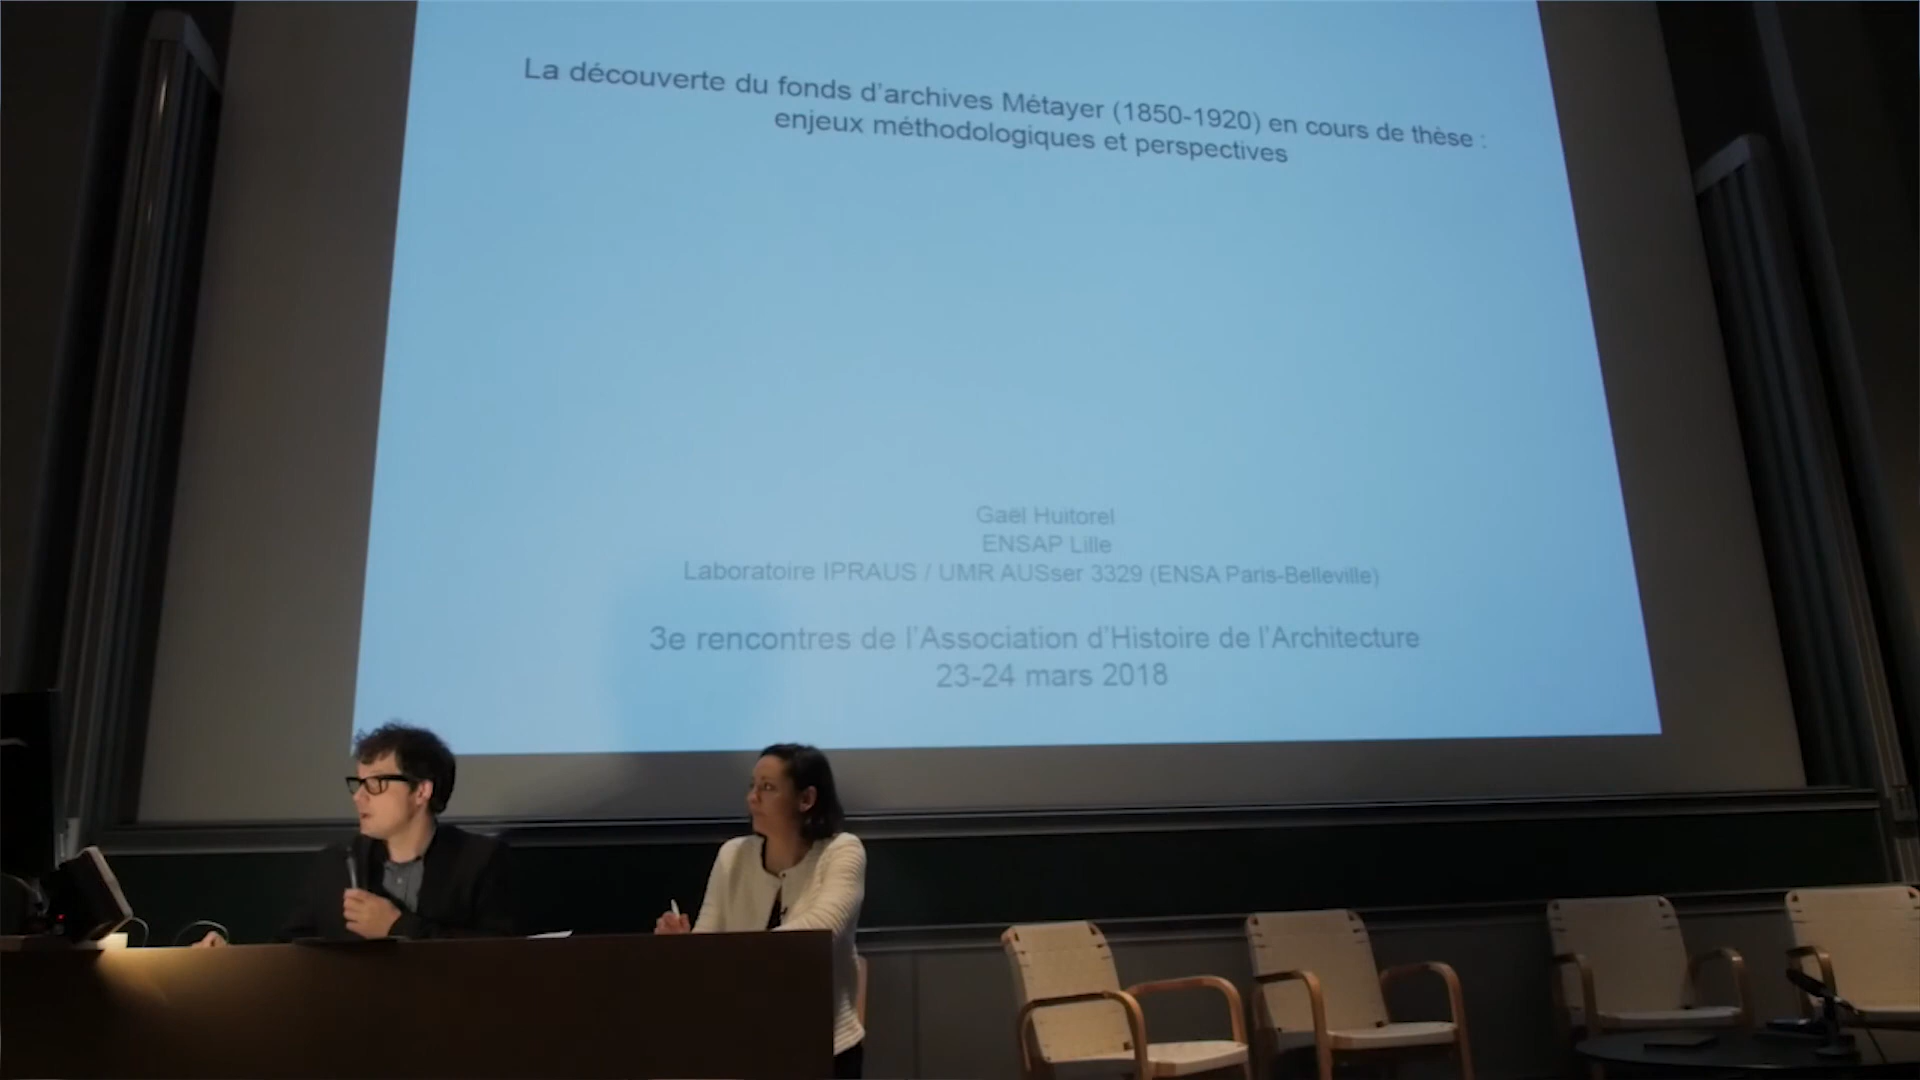 La découverte du fonds d'archives Métayer (1850-1920) en cours de thèse :
enjeux méthodologiques et perspectives
Gaël Huitorel
ENSAP Lille
Laboratoire IPRAUS / UMR AUSser 3329 (ENSA Paris-Belleville)
3e rencontres de l'Association d'Histoire de l'Architecture
23-24 mars 2018